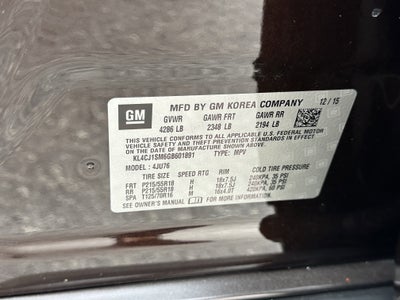 GM
MFD BY GM KOREA COMPANY 12/15
GVWR GAWR FRT GAWR RR
4286 LB 2348 LB 2194 LB
THIS VEHICLE CONFORMS TO ALL APPLICABLE U.S. FEDERAL MOTOR
VEHICLE SAFETY, BUMPER, AND THEFT PREVENTION STANDARDS IN
EFFECT ON THE DATE OF MANUFACTURE SHOWN ABOVE.
KL4CJ1SM6GB601891 TYPE: MPV
MODEL: 4JU76
TIRE SIZE SPEED RTG RIM COLD TIRE PRESSURE
FRT P215/55R18 H 18x7.5J 240KPA, 35 PSI
RR P215/55R18 H 18x7.5J 240KPA, 35 PSI
SPA T125/70R16 M 16x4.0T 420KPA, 60 PSI
SEE OWNER'S MANUAL FOR MORE INFORMATION.